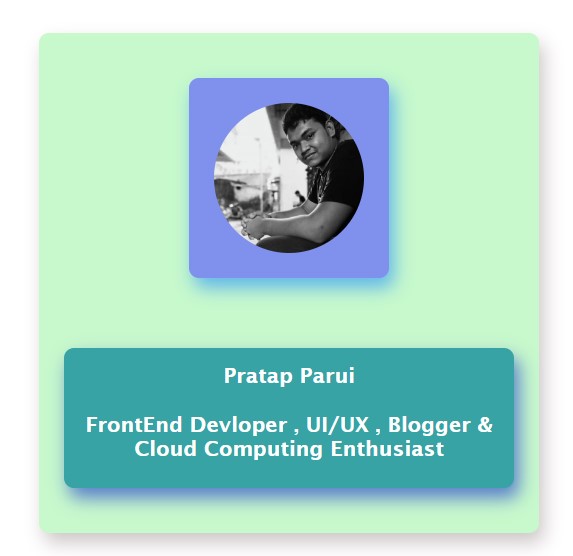 Pratap Parui
FrontEnd Devloper , UI/UX , Blogger &
Cloud Computing Enthusiast